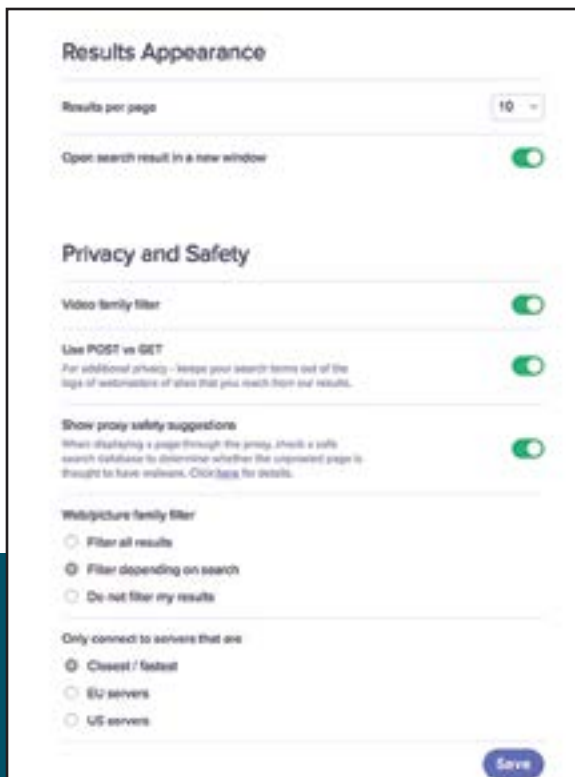 Results Appearance
Results per page
10
Open search result in a new window
Privacy and Safety
Video family filter
Use POST vs GET
For additional privacy - keeps your search terms out of the
logs of webmasters of sites that you reach from our results.
Show proxy safety suggestions
When displaying a page through the proxy, check a safe
search database to determine whether the unproxied page is
thought to have malware. Click here for details.
Web/picture family filter
Filter all results
Filter depending on search
Do not filter my results
Only connect to servers that are
Closest / fastest
EU servers
US servers
Save